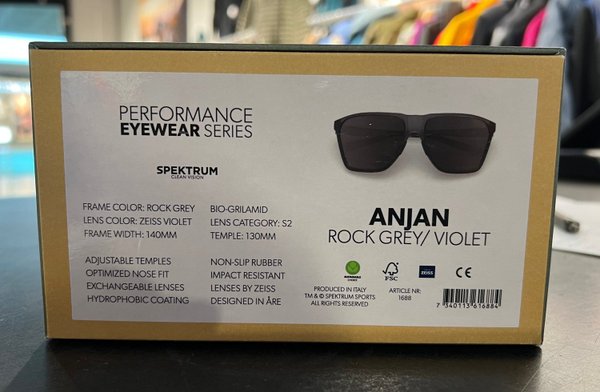 PERFORMANCE
EYEWEAR SERIES
SPEKTRUM
CLEAN VISION
FRAME COLOR: ROCK GREY
LENS COLOR: ZEISS VIOLET
FRAME WIDTH: 140MM
BIO-GRILAMID
LENS CATEGORY: S2
TEMPLE: 130MM
ADJUSTABLE TEMPLES
OPTIMIZED NOSE FIT
EXCHANGEABLE LENSES
HYDROPHOBIC COATING
NON-SLIP RUBBER
IMPACT RESISTANT
LENSES BY ZEISS
DESIGNED IN ÅRE
ANJAN
ROCK GREY/ VIOLET
FSC
ZEISS
CE
PRODUCED IN ITALY
TM & © SPEKTRUM SPORTS
ALL RIGHTS RESERVED
ARTICLE NR:
1688
7 340113 616884